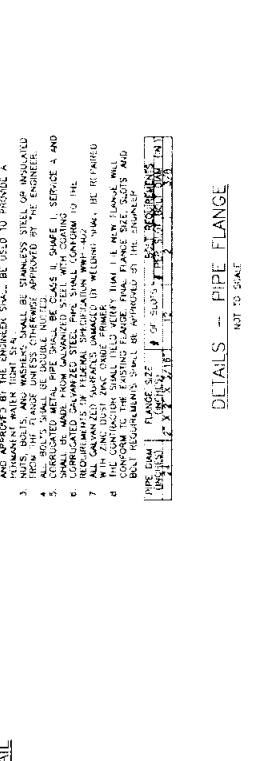 AND APPROVED BY THE ENGINEER SHALL BE USED TO PROVIDE A
PERMANENT WATER TIGHT
3. NUTS, BOLTS, AND WASHERS SHALL BE STAINLESS STEEL OR INSULATED
FROM THE FLANGE UNLESS OTHERWISE APPROVED BY THE ENGINEER.
4. ALL BOLTS SHALL BE DOUBLE NUTTED.
5. CORRUGATED METAL PIPE SHALL BE CLASS II, SHAPE 1, SERVICE A AND
SHALL BE MADE FROM GALVANIZED STEEL WITH COATING
6. CORRUGATED GALVANIZED STEEL PIPE SHALL CONFORM TO THE
REQUIREMENTS OF FEDERAL SPECIFICATION
7 ALL GALVANIZED SURFACES DAMAGED BY WELDING SHALL BE REPAIRED
WITH ZINC DUST ZINC OXIDE PRIMER
8 THE CONTRACTOR SHALL FIELD VERIFY THAT THE NEW FLANGE WILL
CONFORM TO THE EXISTING FLANGE. FINAL FLANGE SIZE, SLOTS AND
BOLT REQUIREMENTS SHALL BE APPROVED BY THE ENGINEER
PIPE DIAM FLANGE SIZE # OF SLOTS BOLT REQUIREMENTS
(INCHES)
DETAILS - PIPE FLANGE
NOT TO SCALE